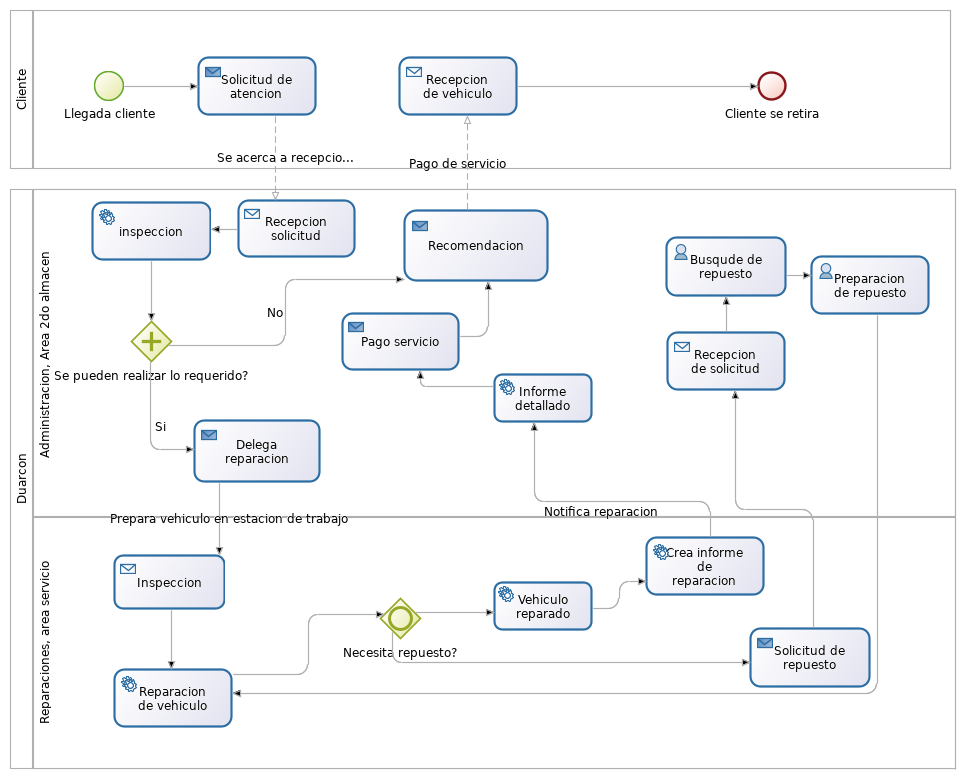 Cliente
Llegada cliente
Solicitud de
atencion
Recepcion
de vehiculo
Cliente se retira
Se acerca a recepcio...
Pago de servicio
Duarcon
Administracion, Area 2do almacen
inspeccion
Recepcion
solicitud
Recomendacion
Busqude de
repuesto
Preparacion
de repuesto
No
Pago servicio
Recepcion
de solicitud
Se pueden realizar lo requerido?
Informe
detallado
Si
Delega
reparacion
Prepara vehiculo en estacion de trabajo
Notifica reparacion
Reparaciones, area servicio
Inspeccion
Crea informe
de
reparacion
Vehiculo
reparado
Necesita repuesto?
Solicitud de
repuesto
Reparacion
de vehiculo